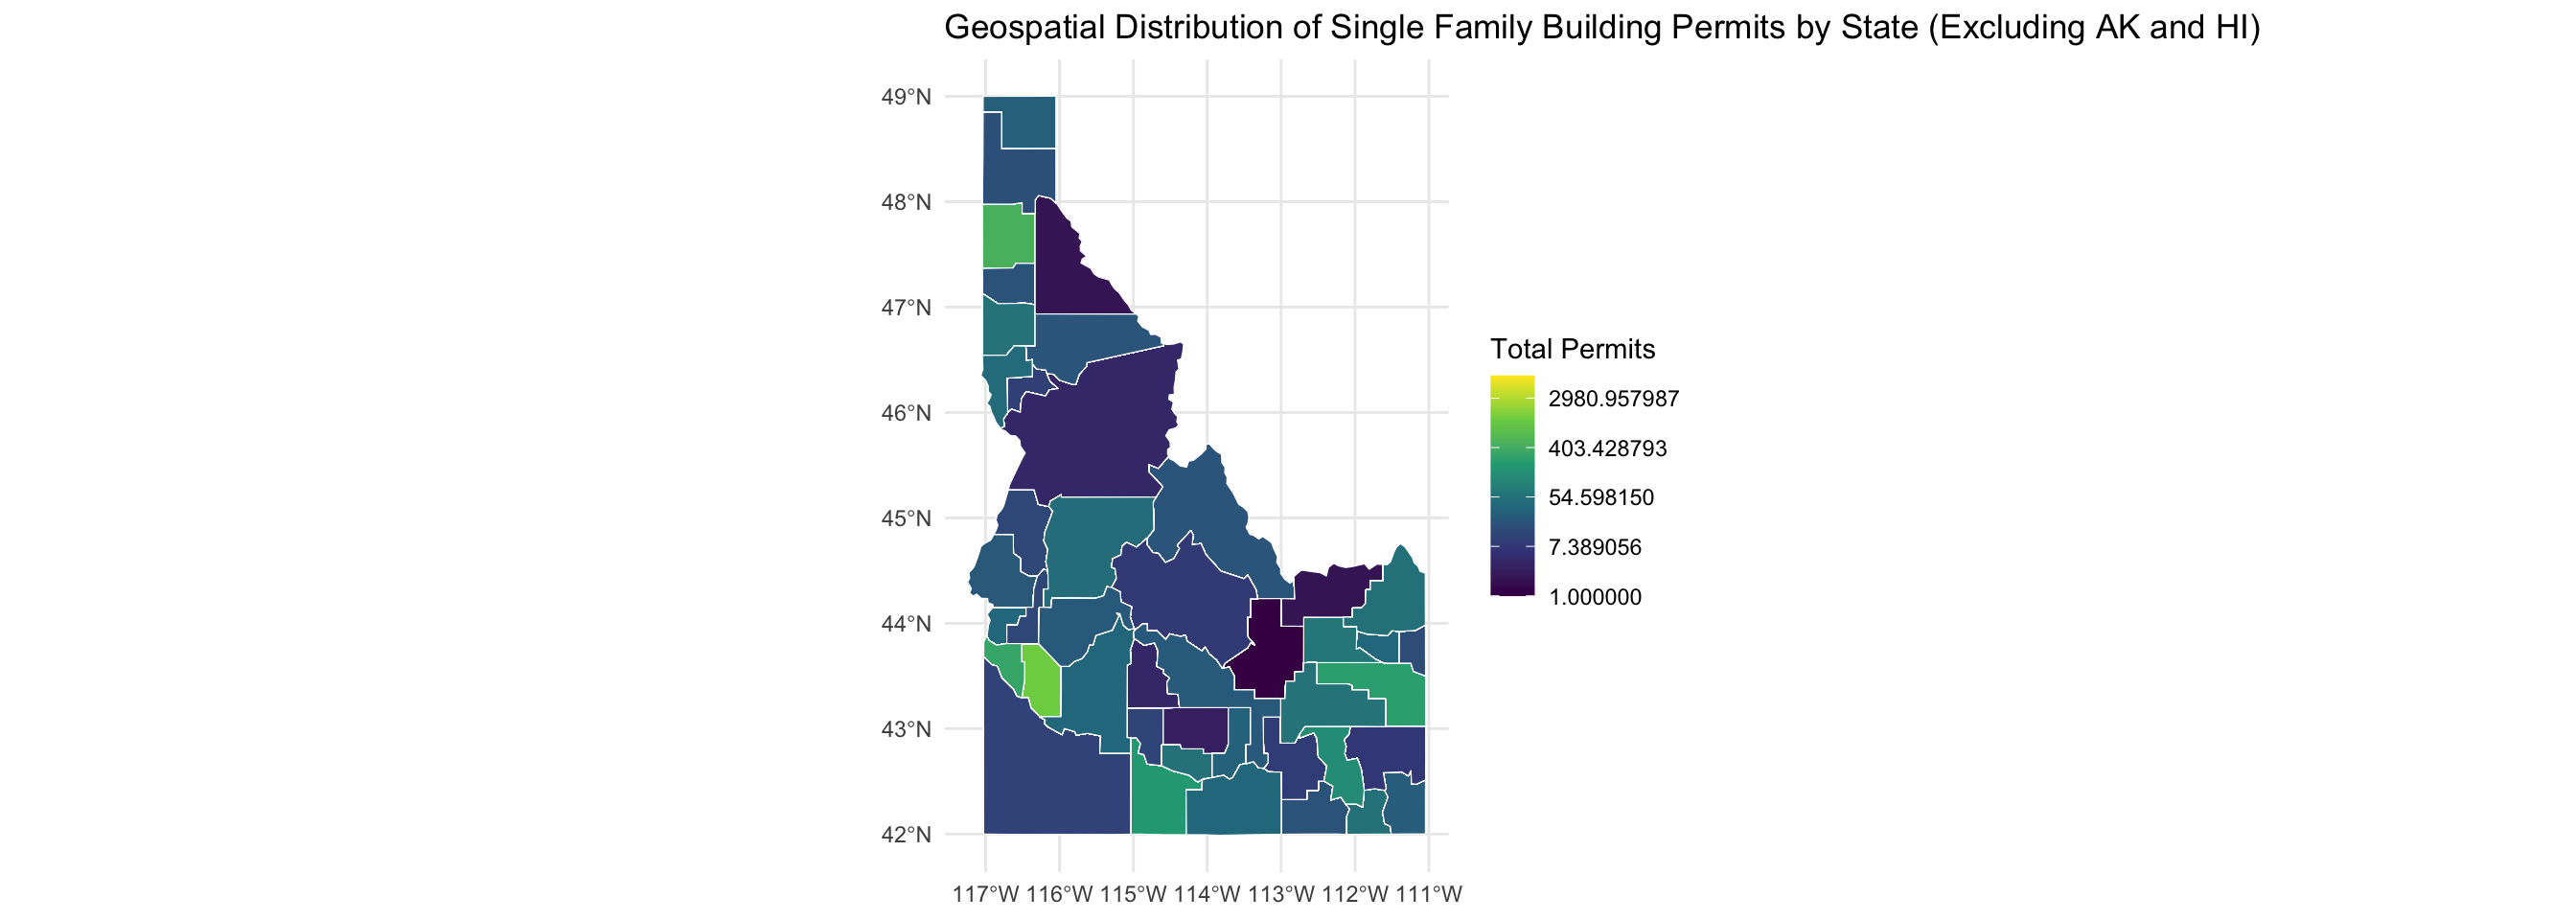 Geospatial Distribution of Single Family Building Permits by State (Excluding AK and HI)
49°N
48°N
47°N
46°N
45°N
44°N
43°N
42°N
117°W 116°W 115°W 114°W 113°W 112°W 111°W
Total Permits
2980.957987
403.428793
54.598150
7.389056
1.000000